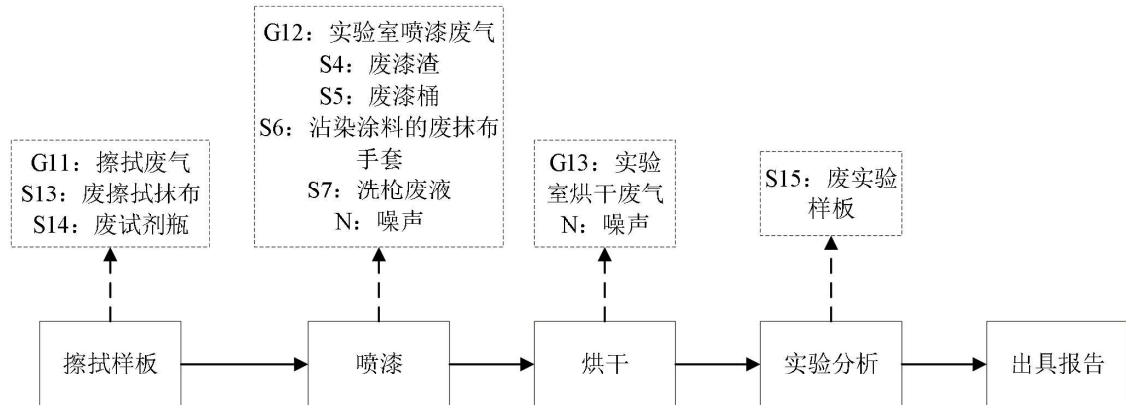 G12：实验室喷漆废气
S4：废漆渣
S5：废漆桶
S6：沾染涂料的废抹布
手套
S7：洗枪废液
N：噪声
G11：擦拭废气
S13：废擦拭抹布
S14：废试剂瓶
G13：实验
室烘干废气
N：噪声
S15：废实验
样板
擦拭样板
喷漆
烘干
实验分析
出具报告